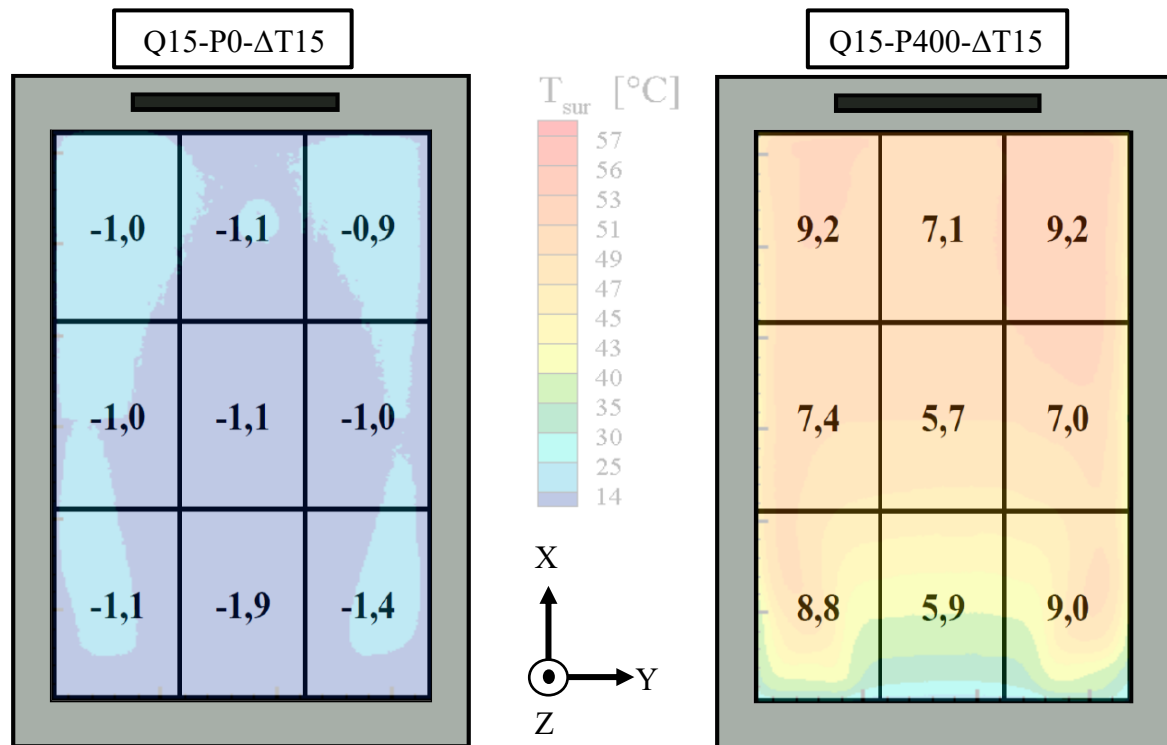 Q15-P0-ΔT15
Q15-P400-ΔT15
T_sur [°C]
57
56
53
51
49
47
45
43
40
35
30
25
14
-1,0 -1,1 -0,9
-1,0 -1,1 -1,0
-1,1 -1,9 -1,4
9,2 7,1 9,2
7,4 5,7 7,0
8,8 5,9 9,0
X
Y
Z